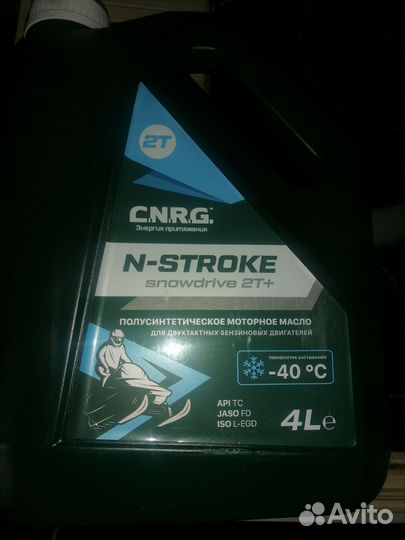 2T
C.N.R.G.
Энергия притяжения
N-STROKE
snowdrive 2T+
ПОЛУСИНТЕТИЧЕСКОЕ МОТОРНОЕ МАСЛО
ДЛЯ ДВУХТАКТНЫХ БЕНЗИНОВЫХ ДВИГАТЕЛЕЙ
ТЕМПЕРАТУРА ЗАСТЫВАНИЯ
-40 °C
API TC
JASO FD
ISO L-EGD
4L℮
Avito